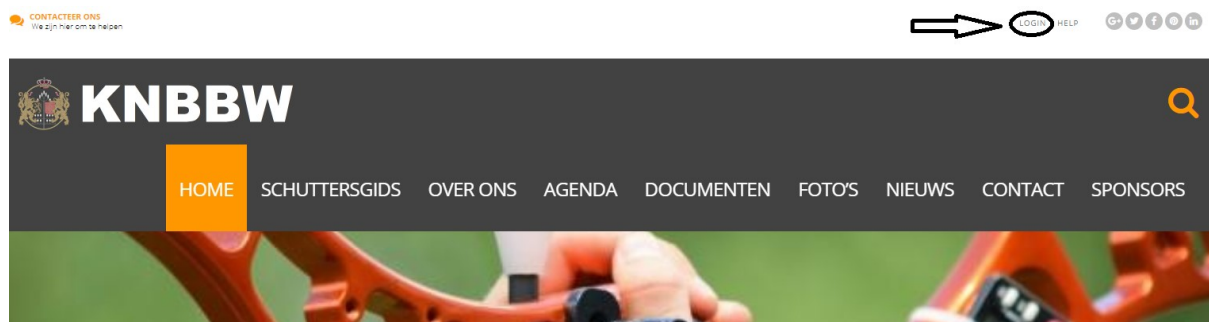 CONTACTEER ONS
We zijn hier om te helpen
LOGIN HELP
KNBBW
HOME SCHUTTERSGIDS OVER ONS AGENDA DOCUMENTEN FOTO'S NIEUWS CONTACT SPONSORS